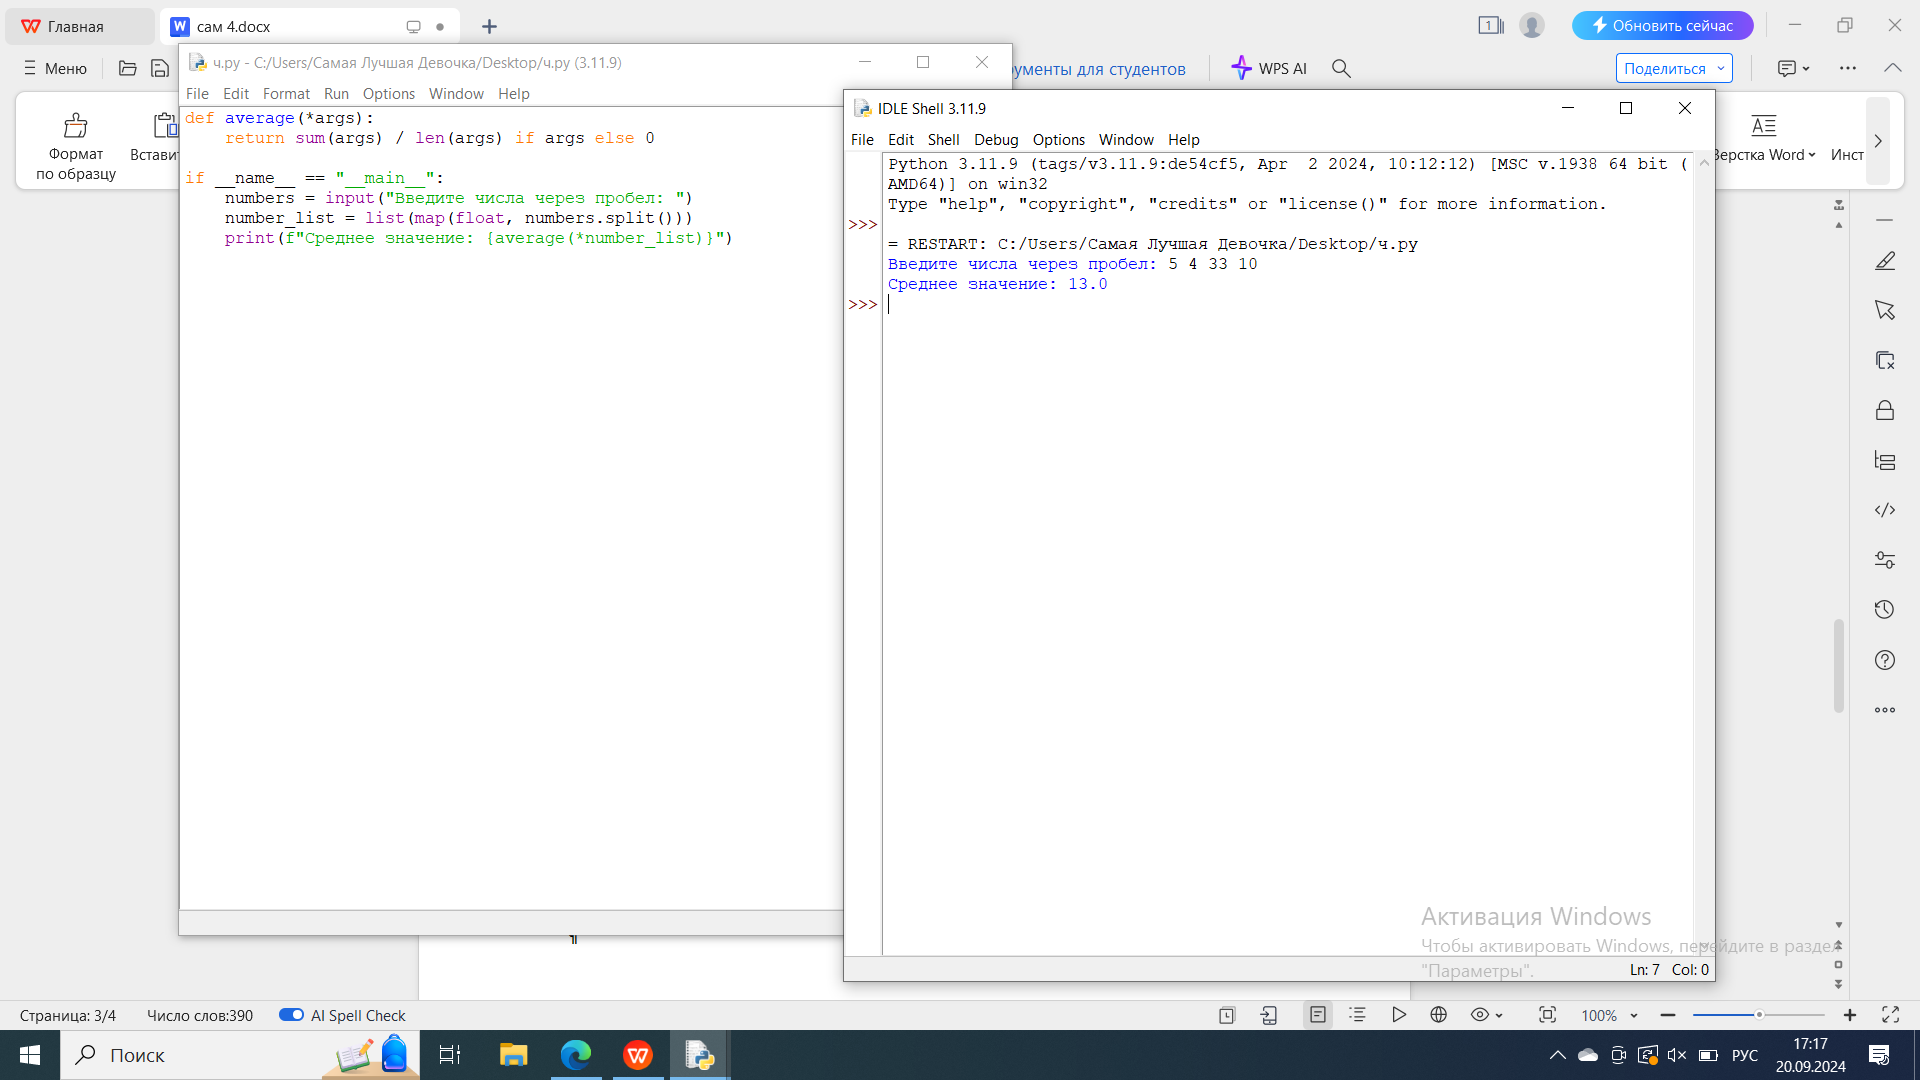 Главная
сам 4.docx
1
Обновить сейчас
Меню
ументы для студентов
WPS AI
Поделиться
Формат
по образцу
Вставит
Верстка Word
Инст
ч.py - C:/Users/Самая Лучшая Девочка/Desktop/ч.py (3.11.9)
File Edit Format Run Options Window Help
def average(*args):
    return sum(args) / len(args) if args else 0
if __name__ == "__main__":
    numbers = input("Введите числа через пробел: ")
    number_list = list(map(float, numbers.split()))
    print(f"Среднее значение: {average(*number_list)}")
IDLE Shell 3.11.9
File Edit Shell Debug Options Window Help
Python 3.11.9 (tags/v3.11.9:de54cf5, Apr  2 2024, 10:12:12) [MSC v.1938 64 bit (
AMD64)] on win32
Type "help", "copyright", "credits" or "license()" for more information.
>>>
= RESTART: C:/Users/Самая Лучшая Девочка/Desktop/ч.py
Введите числа через пробел: 5 4 33 10
Среднее значение: 13.0
>>>
Активация Windows
Чтобы активировать Windows, перейдите в раздел
"Параметры".
Ln: 7 Col: 0
Страница: 3/4
Число слов:390
AI Spell Check
100%
Поиск
РУС
17:17
20.09.2024